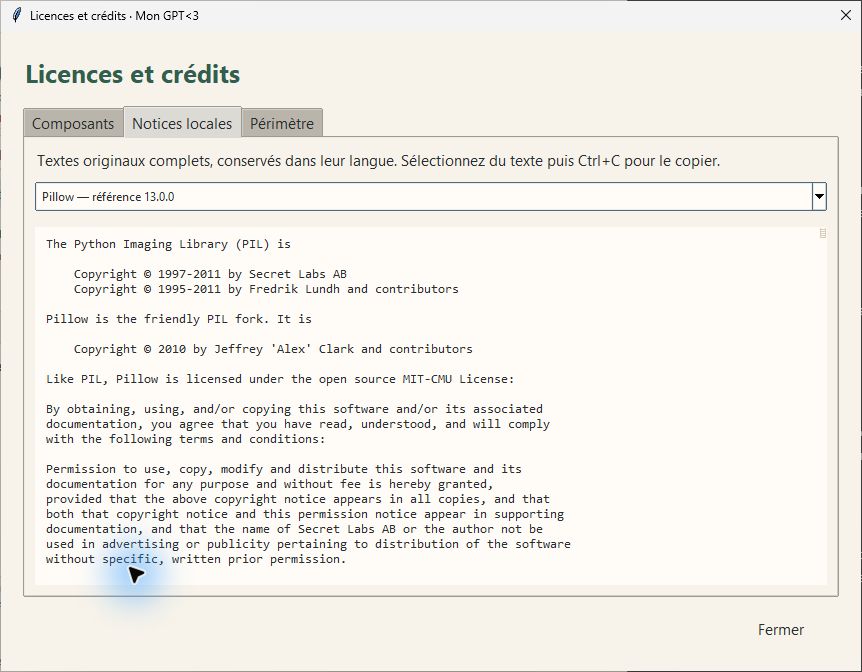 Licences et crédits · Mon GPT<3
Licences et crédits
Composants
Notices locales
Périmètre
Textes originaux complets, conservés dans leur langue. Sélectionnez du texte puis Ctrl+C pour le copier.
Pillow — référence 13.0.0
The Python Imaging Library (PIL) is
Copyright © 1997-2011 by Secret Labs AB
Copyright © 1995-2011 by Fredrik Lundh and contributors
Pillow is the friendly PIL fork. It is
Copyright © 2010 by Jeffrey 'Alex' Clark and contributors
Like PIL, Pillow is licensed under the open source MIT-CMU License:
By obtaining, using, and/or copying this software and/or its associated
documentation, you agree that you have read, understood, and will comply
with the following terms and conditions:
Permission to use, copy, modify and distribute this software and its
documentation for any purpose and without fee is hereby granted,
provided that the above copyright notice appears in all copies, and that
both that copyright notice and this permission notice appear in supporting
documentation, and that the name of Secret Labs AB or the author not be
used in advertising or publicity pertaining to distribution of the software
without specific, written prior permission.
Fermer